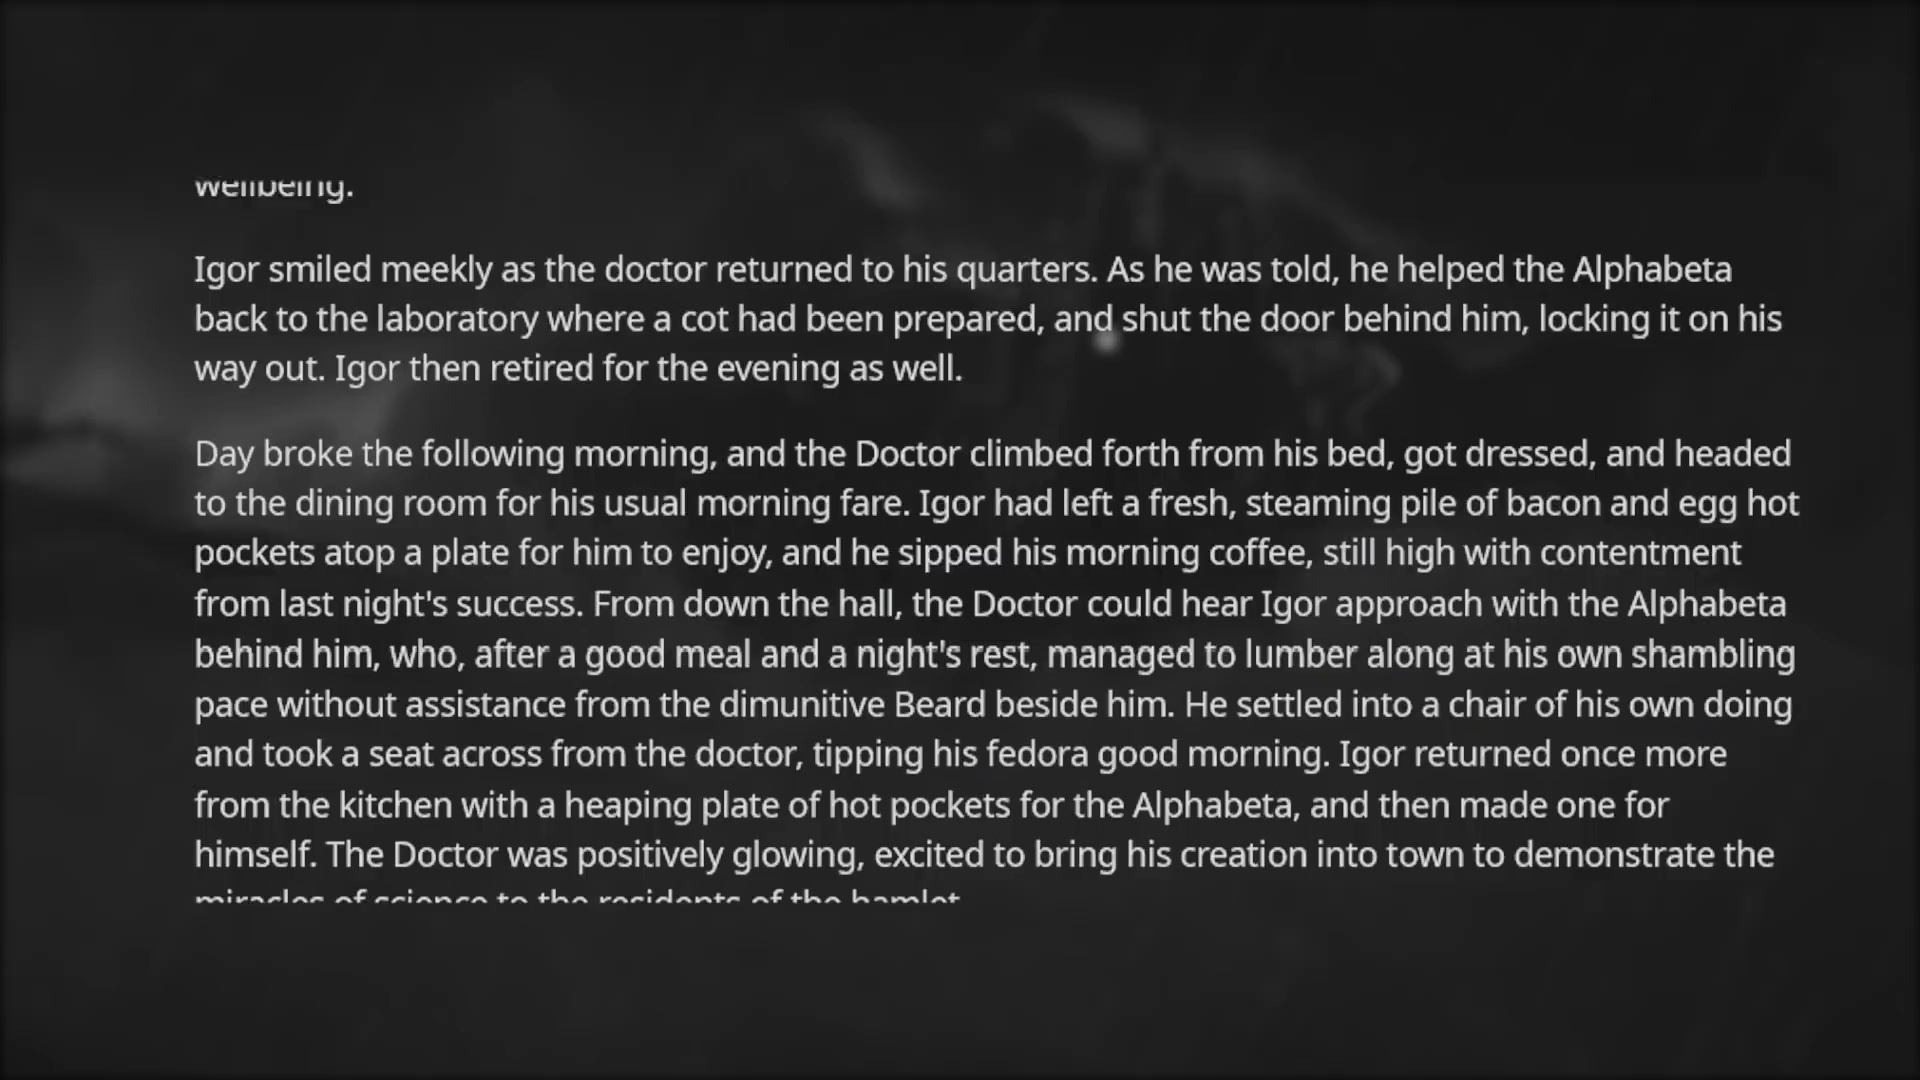 wellbeing.
Igor smiled meekly as the doctor returned to his quarters. As he was told, he helped the Alphabeta
back to the laboratory where a cot had been prepared, and shut the door behind him, locking it on his
way out. Igor then retired for the evening as well.
Day broke the following morning, and the Doctor climbed forth from his bed, got dressed, and headed
to the dining room for his usual morning fare. Igor had left a fresh, steaming pile of bacon and egg hot
pockets atop a plate for him to enjoy, and he sipped his morning coffee, still high with contentment
from last night's success. From down the hall, the Doctor could hear Igor approach with the Alphabeta
behind him, who, after a good meal and a night's rest, managed to lumber along at his own shambling
pace without assistance from the dimunitive Beard beside him. He settled into a chair of his own doing
and took a seat across from the doctor, tipping his fedora good morning. Igor returned once more
from the kitchen with a heaping plate of hot pockets for the Alphabeta, and then made one for
himself. The Doctor was positively glowing, excited to bring his creation into town to demonstrate the
miracles of science to the residents of the hamlet.